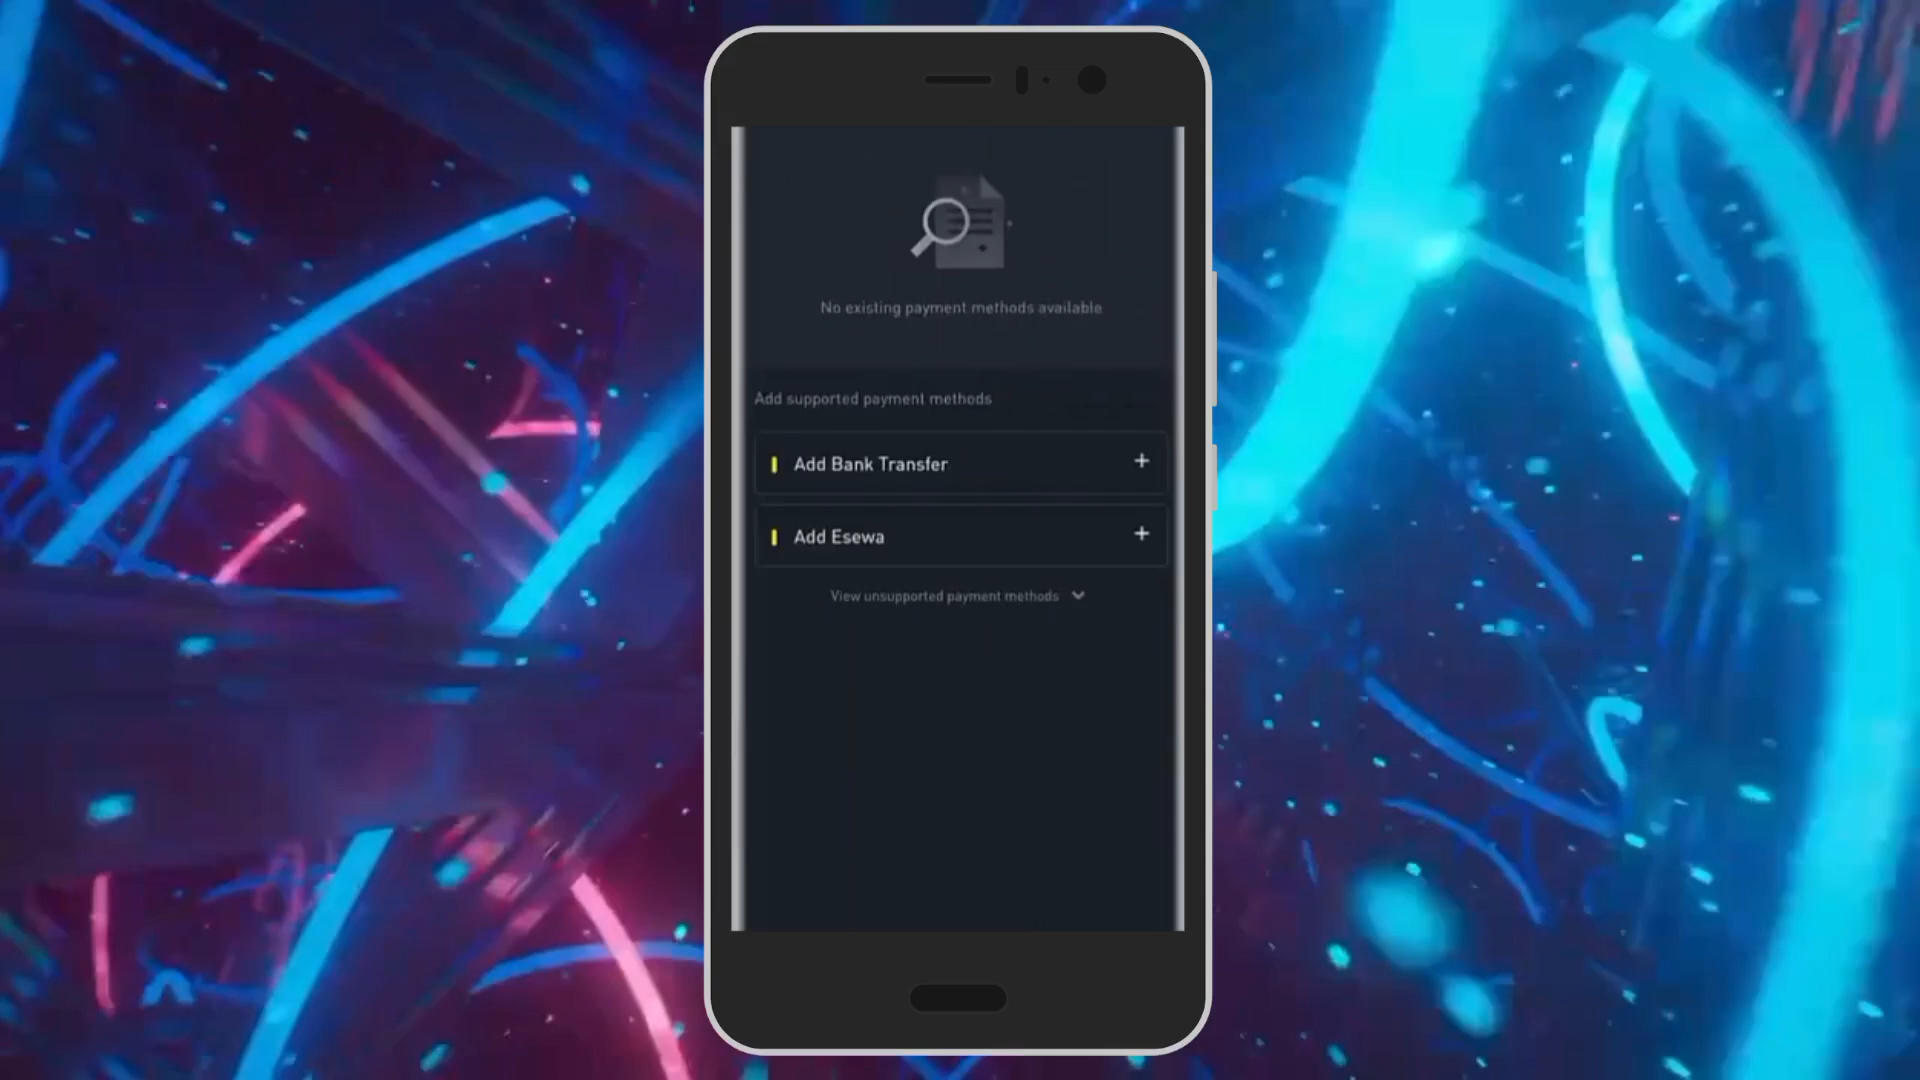 No existing payment methods available
Add supported payment methods
Add Bank Transfer
Add Esewa
View unsupported payment methods